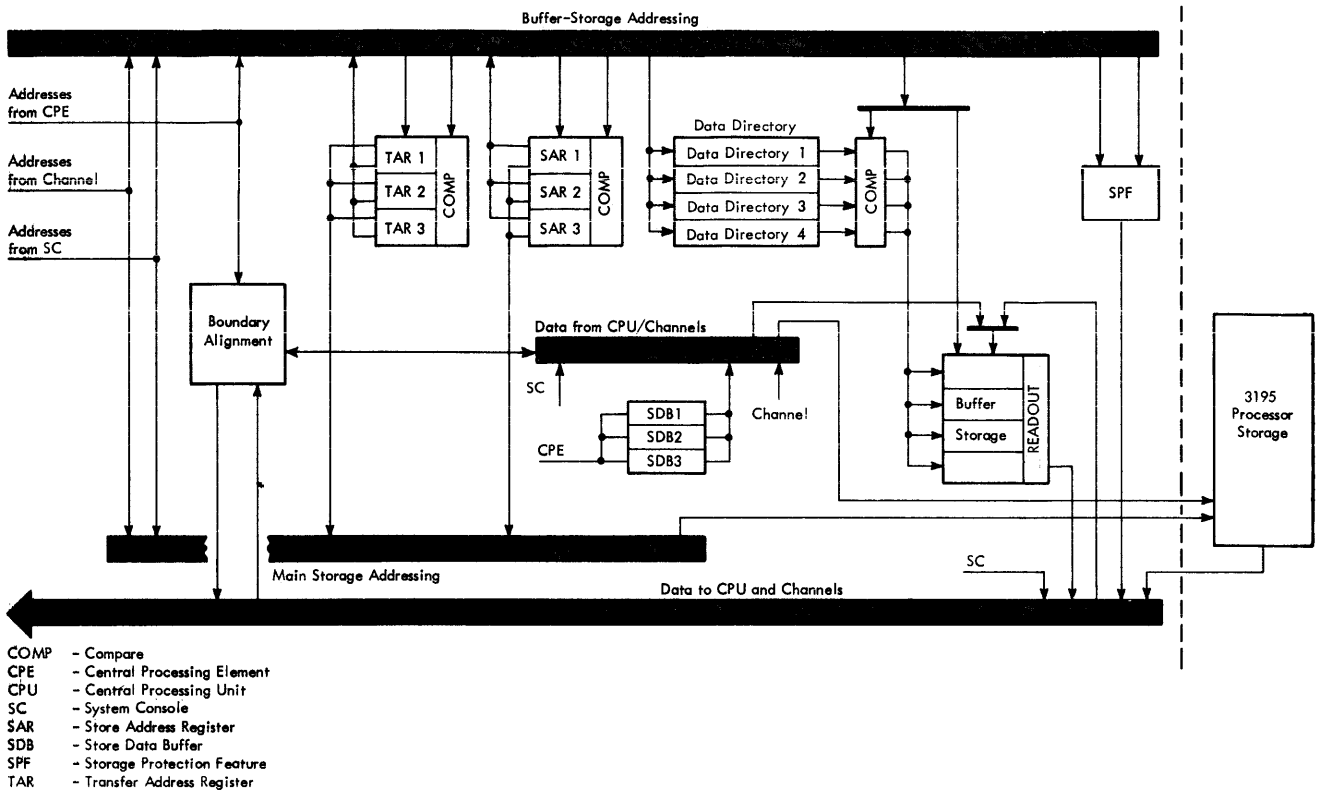 Buffer-Storage Addressing
Addresses
from CPE
Addresses
from Channel
Addresses
from SC
TAR 1
TAR 2
TAR 3
COMP
SAR 1
SAR 2
SAR 3
COMP
Data Directory
Data Directory 1
Data Directory 2
Data Directory 3
Data Directory 4
COMP
SPF
Boundary
Alignment
Data from CPU/Channels
SC
Channel
CPE
SDB1
SDB2
SDB3
Buffer
Storage
READOUT
3195
Processor
Storage
Main Storage Addressing
SC
Data to CPU and Channels
COMP - Compare
CPE - Central Processing Element
CPU - Central Processing Unit
SC - System Console
SAR - Store Address Register
SDB - Store Data Buffer
SPF - Storage Protection Feature
TAR - Transfer Address Register